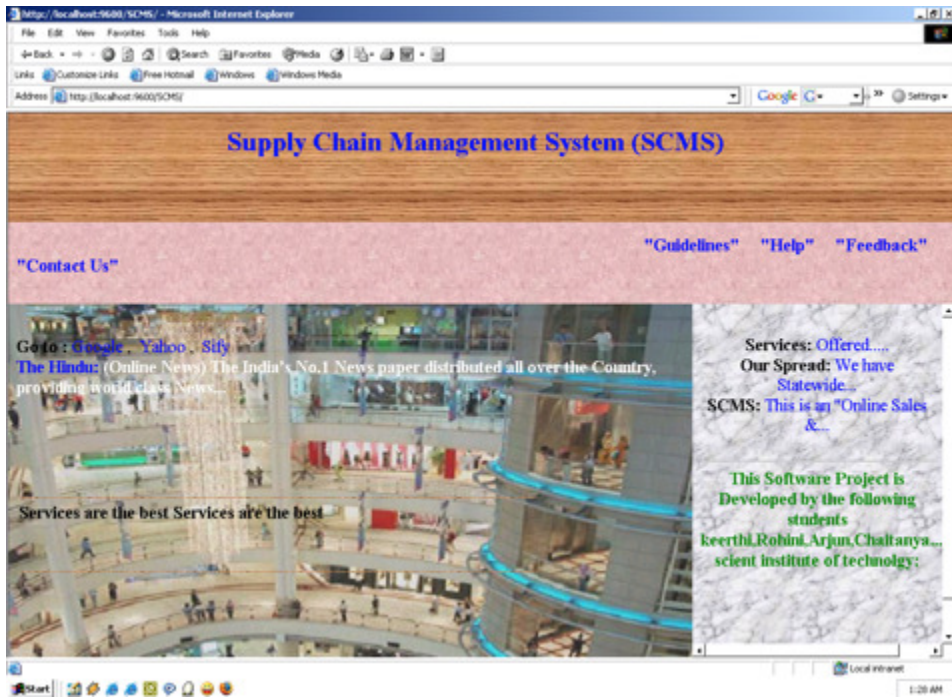 http://localhost:9600/SCMS/ - Microsoft Internet Explorer
File Edit View Favorites Tools Help
Back Search Favorites Media
Links Customize Links Free Hotmail Windows Windows Media
Address http://localhost:9600/SCMS/ Google G Settings
Supply Chain Management System (SCMS)
"Guidelines" "Help" "Feedback"
"Contact Us"
Go to : Google , Yahoo , Sify
The Hindu: (Online News) The India's No.1 News paper distributed all over the Country,
providing world class News...
Services are the best Services are the best
Services: Offered.....
Our Spread: We have
Statewide...
SCMS: This is an "Online Sales
&...
This Software Project is
Developed by the following
students
keerthi,Rohini,Arjun,Chaitanya...
scient institute of technolgy:
Local intranet
Start 1:28 AM